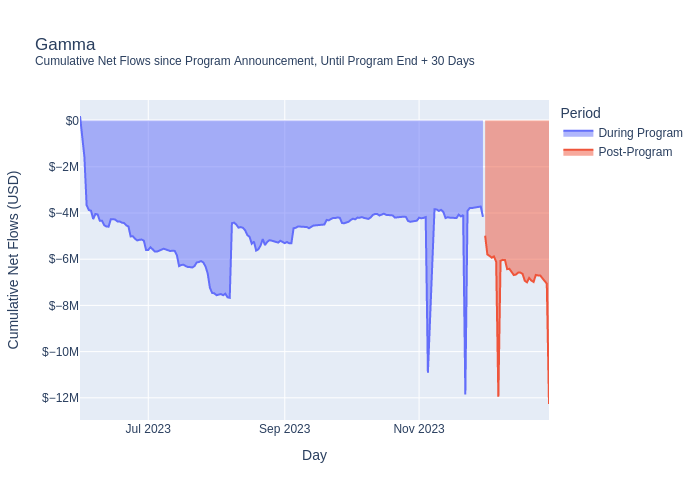 Gamma
Cumulative Net Flows since Program Announcement, Until Program End + 30 Days
Period
During Program
Post-Program
Cumulative Net Flows (USD)
$0
$−2M
$−4M
$−6M
$−8M
$−10M
$−12M
Jul 2023
Sep 2023
Nov 2023
Day